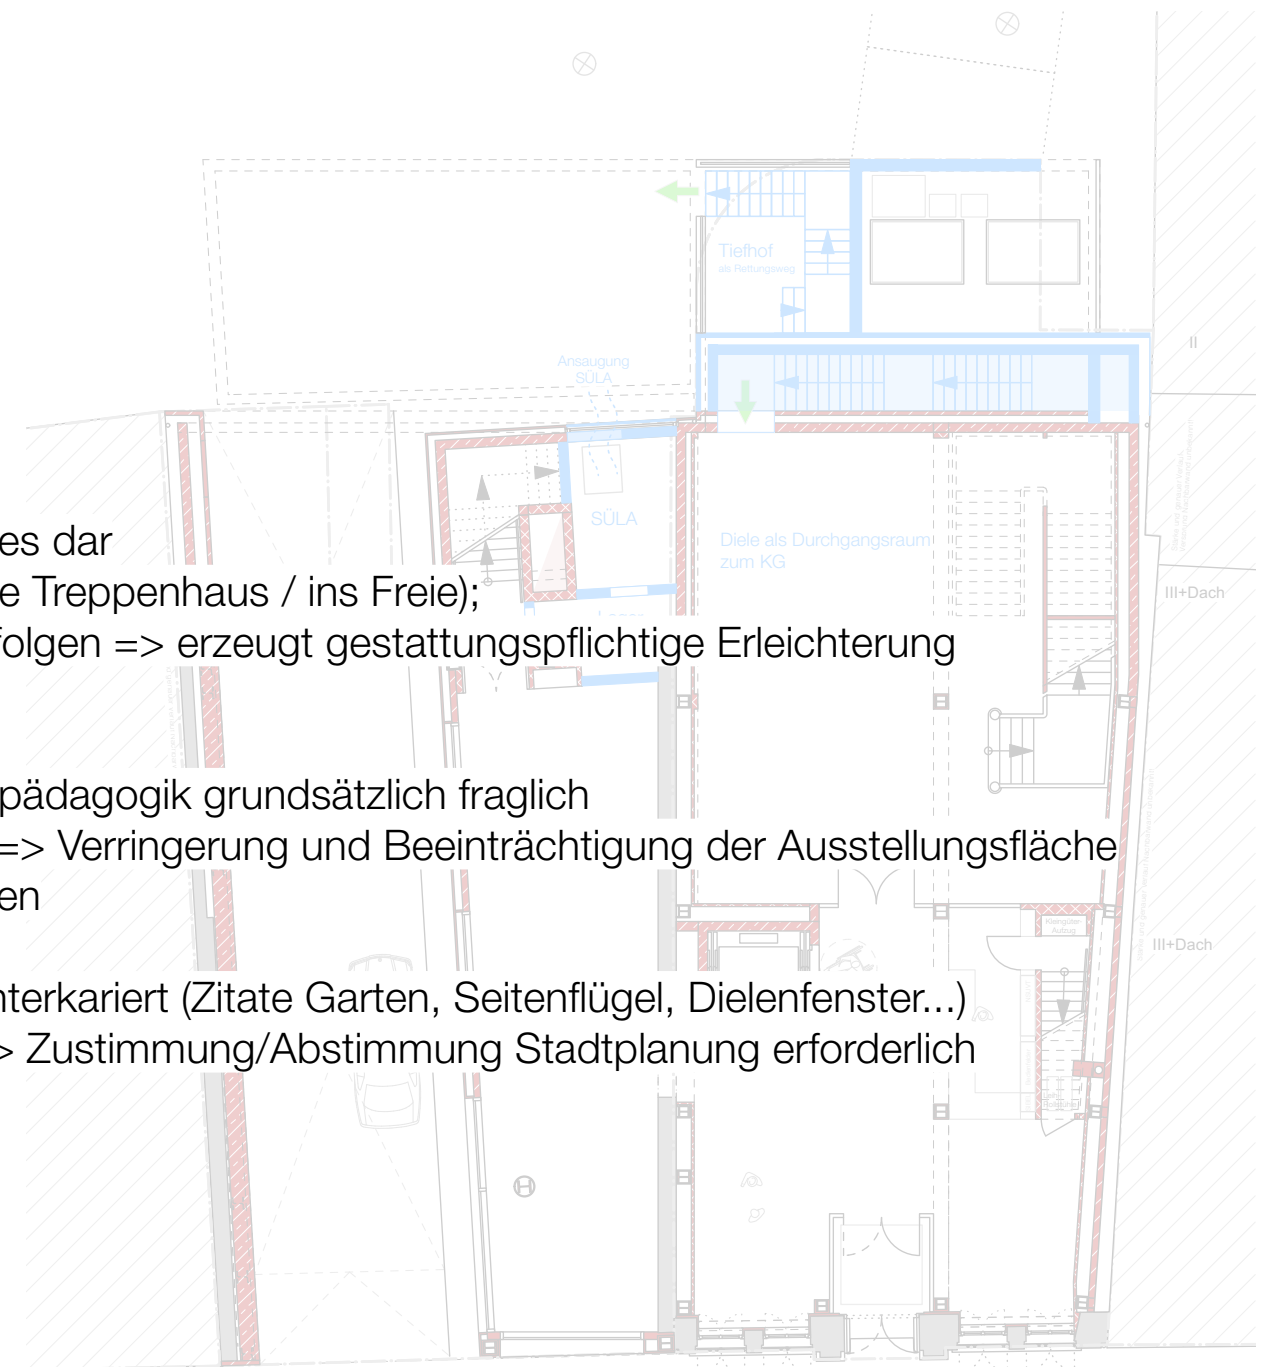 Tiefhof
als Rettungsweg
II
Ansaugung
SÜLA
SÜLA
Diele als Durchgangsraum
zum KG
es dar
e Treppenhaus / ins Freie);
folgen => erzeugt gestattungspflichtige Erleichterung
III+Dach
pädagogik grundsätzlich fraglich
=> Verringerung und Beeinträchtigung der Ausstellungsfläche
en
Kleingüter-
Aufzug
III+Dach
nterkariert (Zitate Garten, Seitenflügel, Dielenfenster...)
> Zustimmung/Abstimmung Stadtplanung erforderlich
H